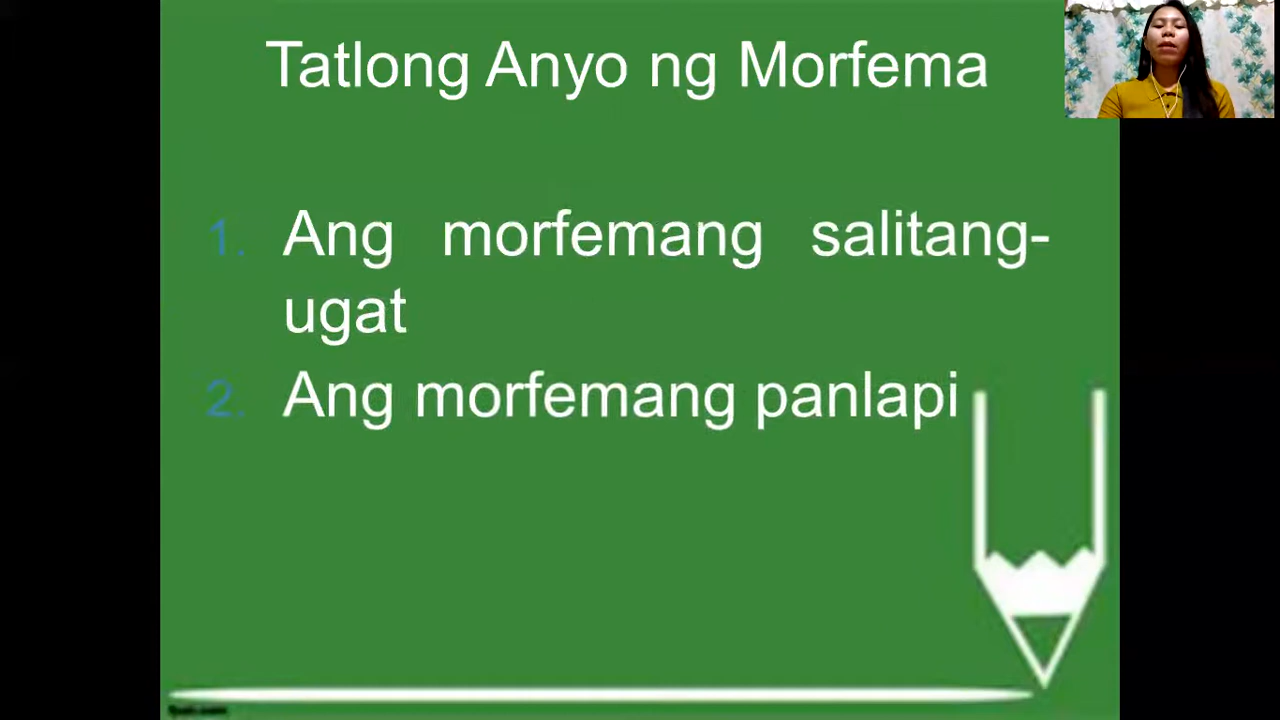 Tatlong Anyo ng Morfema
1. Ang morfemang salitang-
ugat
2. Ang morfemang panlapi